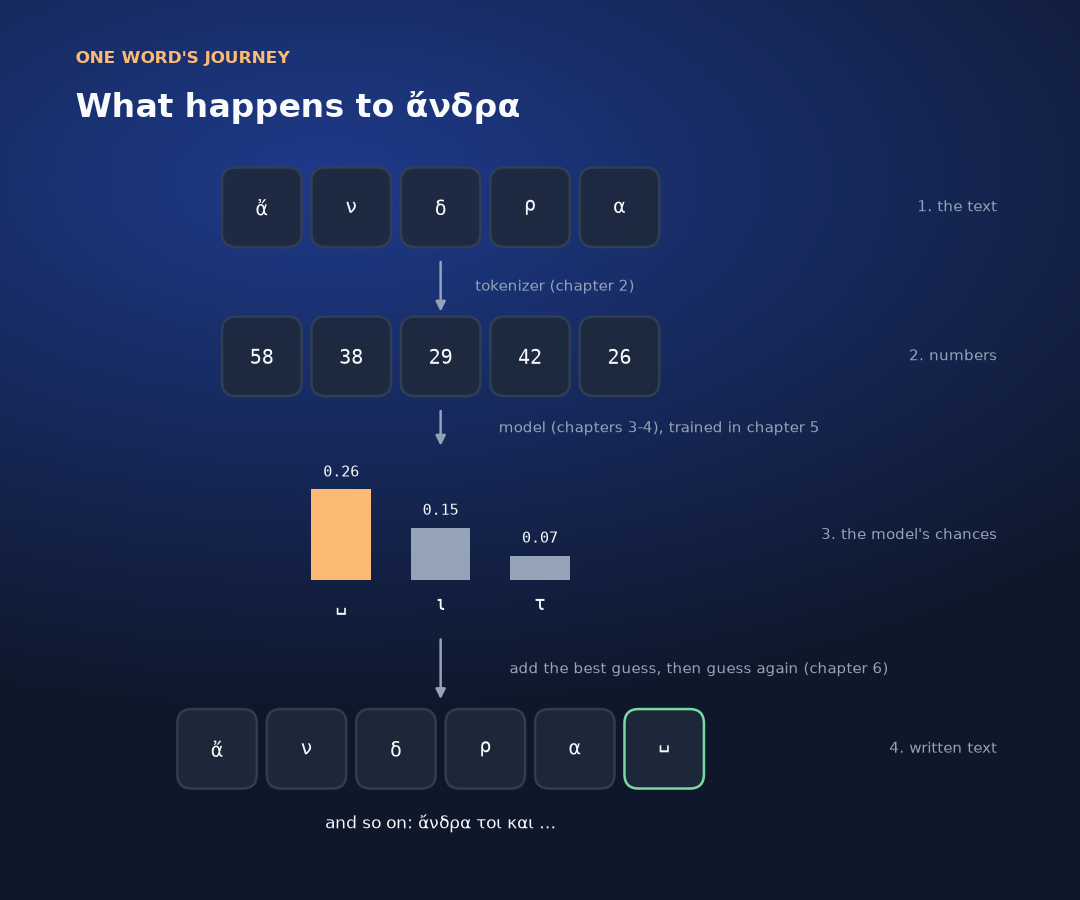 ONE WORD'S JOURNEY
What happens to ἄνδρα
ἄ ν δ ρ α
1. the text
tokenizer (chapter 2)
58 38 29 42 26
2. numbers
model (chapters 3-4), trained in chapter 5
0.26 0.15 0.07
3. the model's chances
␣ ι τ
add the best guess, then guess again (chapter 6)
ἄ ν δ ρ α ␣
4. written text
and so on: ἄνδρα τοι και ...